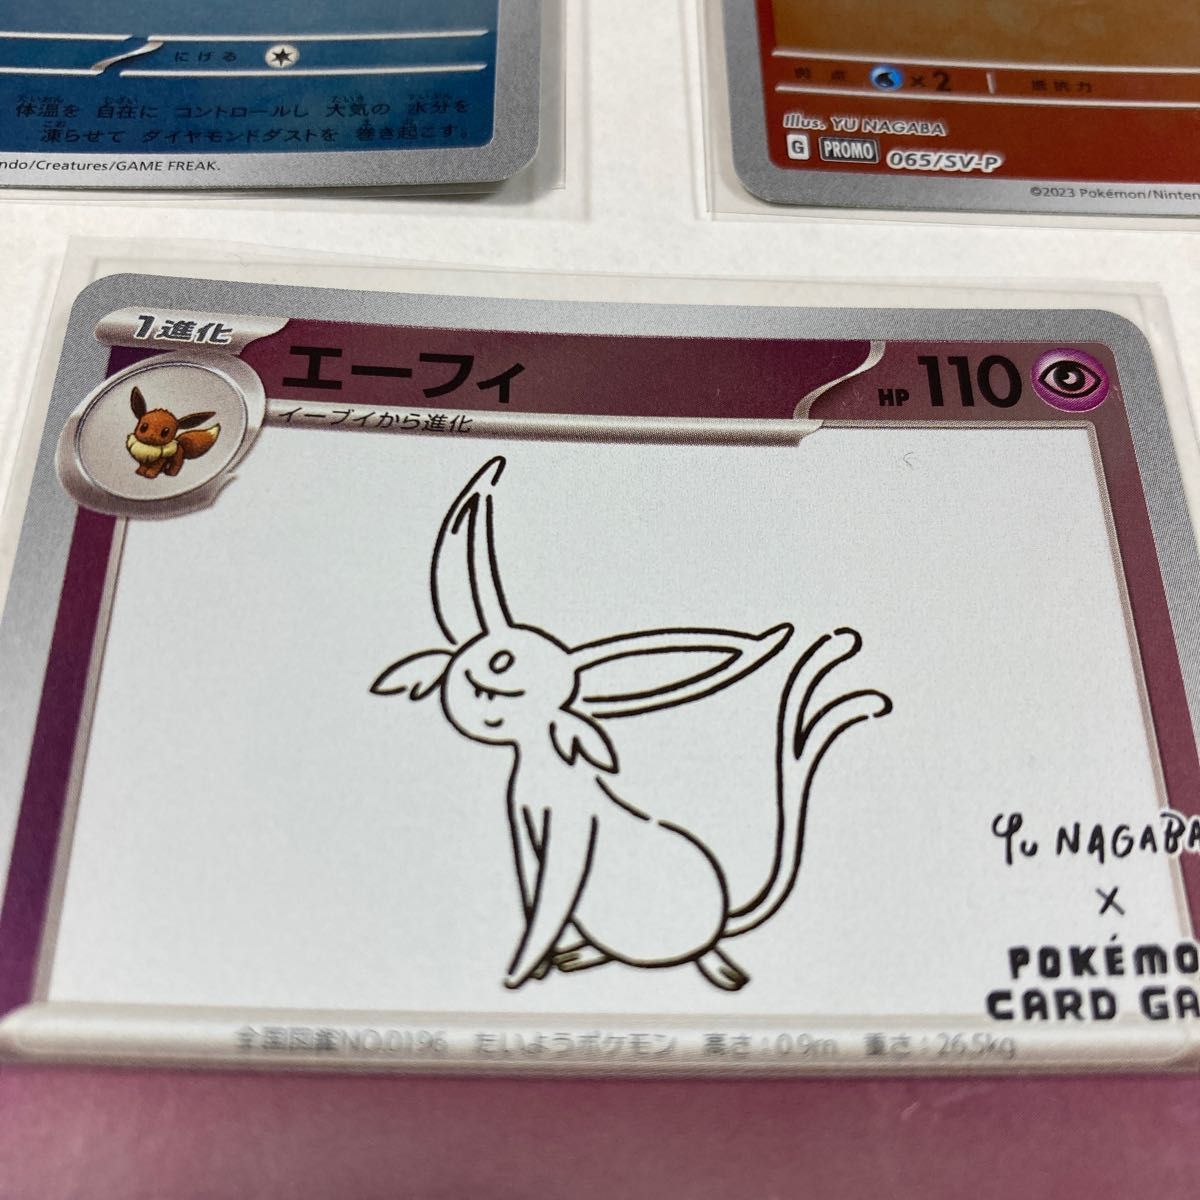 にげる
体温を 自在に コントロールし 大気の 水分を
凍らせて ダイヤモンドダストを 巻き起こす。
ndo/Creatures/GAME FREAK.
弱点 ×2 抵抗力
Illus. YU NAGABA
G PROMO 065/SV-P
©2023 Pokémon/Ninten
1進化
エーフィ
HP 110
イーブイから進化
Yu NAGABA
×
POKÉMO
CARD GA
全国図鑑NO.0196 たいようポケモン 高さ:0.9m 重さ:26.5kg